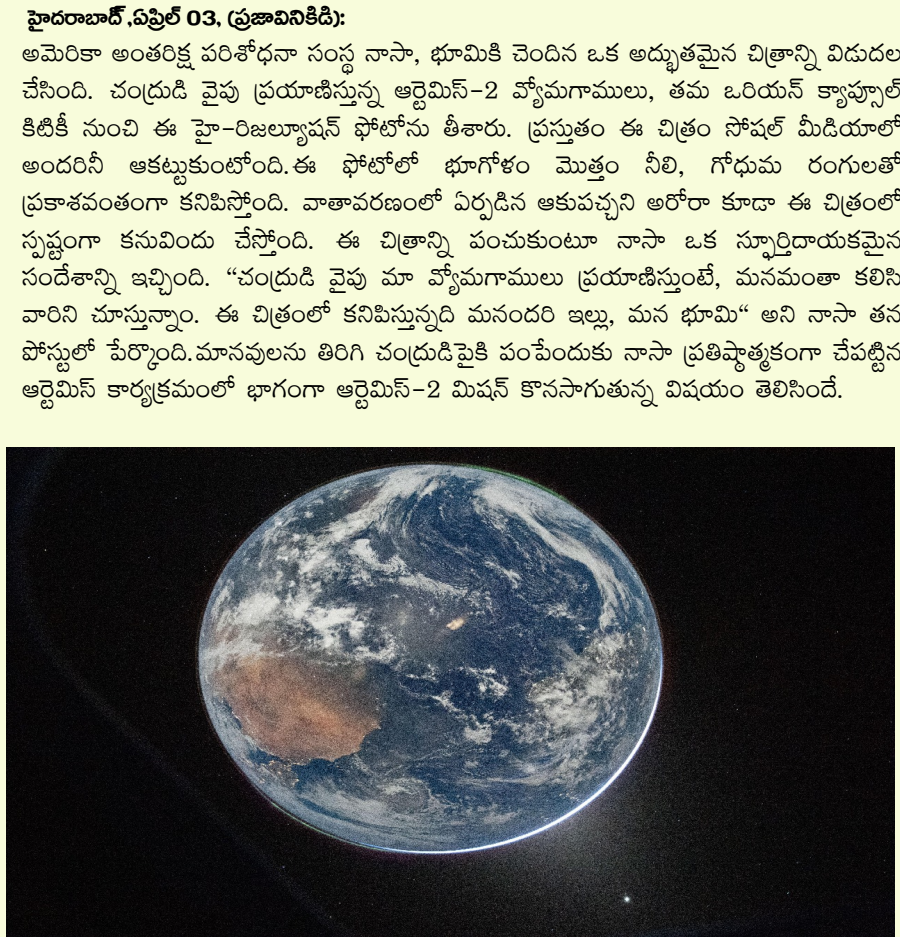 హైదరాబాద్,ఏప్రిల్ 03, (ప్రజావినికిడి):
అమెరికా అంతరిక్ష పరిశోధనా సంస్థ నాసా, భూమికి చెందిన ఒక అద్భుతమైన చిత్రాన్ని విడుదల
చేసింది. చంద్రుడి వైపు ప్రయాణిస్తున్న ఆర్టెమిస్-2 వ్యోమగాములు, తమ ఒరియన్ క్యాప్సూల్
కిటికీ నుంచి ఈ హై-రిజల్యూషన్ ఫోటోను తీశారు. ప్రస్తుతం ఈ చిత్రం సోషల్ మీడియాలో
అందరినీ ఆకట్టుకుంటోంది.ఈ ఫోటోలో భూగోళం మొత్తం నీలి, గోధుమ రంగులతో
ప్రకాశవంతంగా కనిపిస్తోంది. వాతావరణంలో ఏర్పడిన ఆకుపచ్చని అరోరా కూడా ఈ చిత్రంలో
స్పష్టంగా కనువిందు చేస్తోంది. ఈ చిత్రాన్ని పంచుకుంటూ నాసా ఒక స్ఫూర్తిదాయకమైన
సందేశాన్ని ఇచ్చింది. “చంద్రుడి వైపు మా వ్యోమగాములు ప్రయాణిస్తుంటే, మనమంతా కలిసి
వారిని చూస్తున్నాం. ఈ చిత్రంలో కనిపిస్తున్నది మనందరి ఇల్లు, మన భూమి“ అని నాసా తన
పోస్టులో పేర్కొంది.మానవులను తిరిగి చంద్రుడిపైకి పంపేందుకు నాసా ప్రతిష్ఠాత్మకంగా చేపట్టిన
ఆర్టెమిస్ కార్యక్రమంలో భాగంగా ఆర్టెమిస్-2 మిషన్ కొనసాగుతున్న విషయం తెలిసిందే.